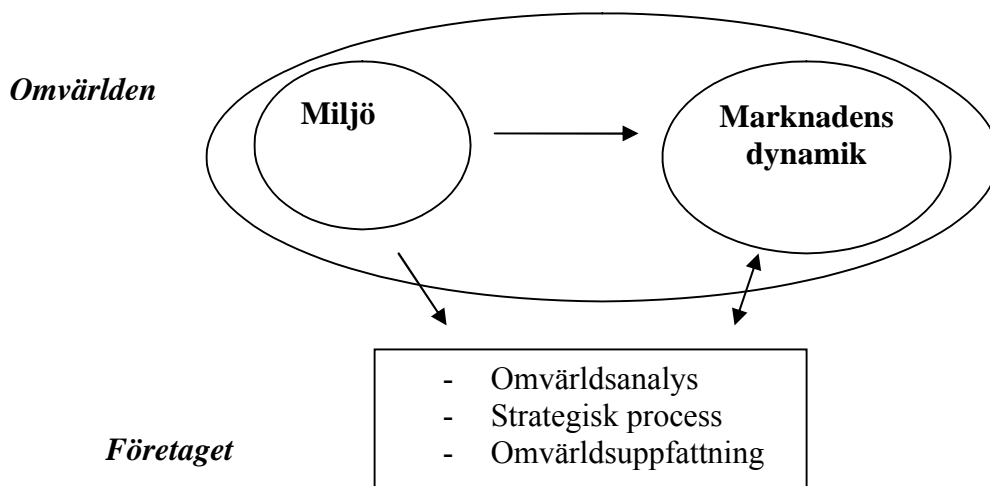 Omvärlden
Miljö
Marknadens
dynamik
- Omvärldsanalys
- Strategisk process
- Omvärldsuppfattning
Företaget